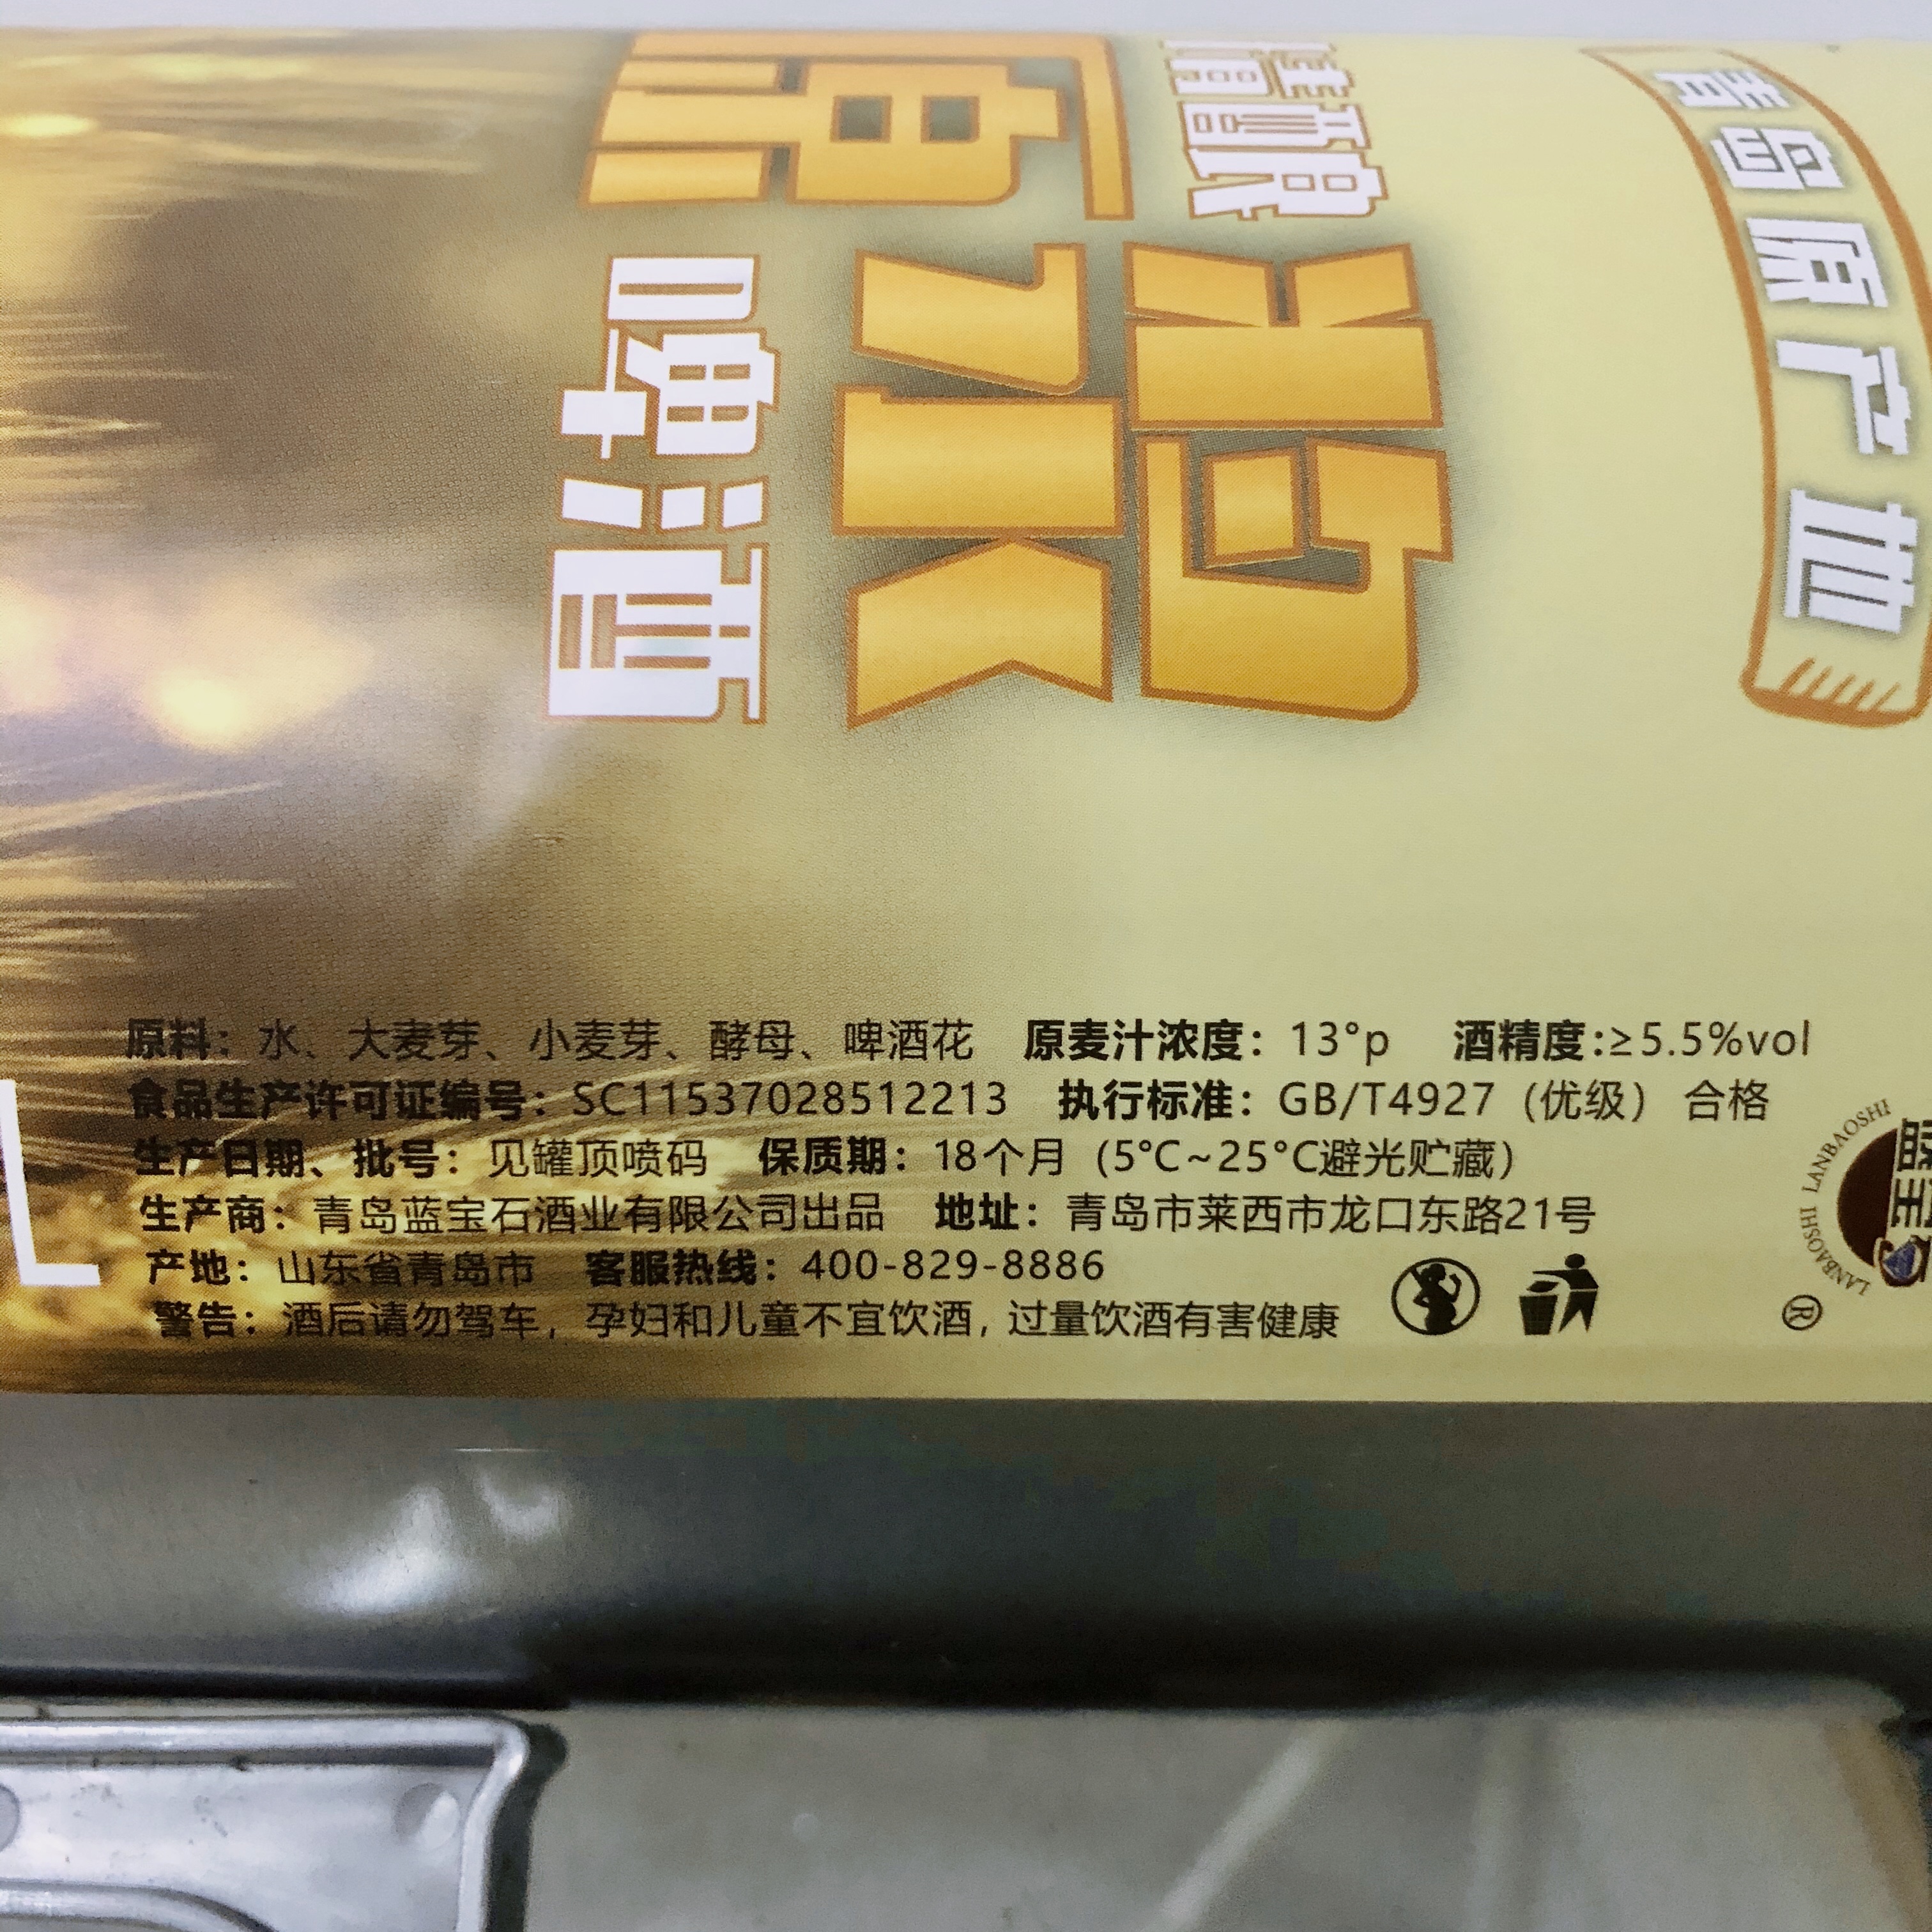 青岛原产地
精酿
原浆
啤酒
原料：水、大麦芽、小麦芽、酵母、啤酒花 原麦汁浓度：13°p 酒精度:≥5.5%vol
食品生产许可证编号：SC11537028512213 执行标准：GB/T4927（优级） 合格
生产日期、批号：见罐顶喷码 保质期：18个月（5°C~25°C避光贮藏）
生产商：青岛蓝宝石酒业有限公司出品 地址：青岛市莱西市龙口东路21号
产地：山东省青岛市 客服热线：400-829-8886
警告：酒后请勿驾车，孕妇和儿童不宜饮酒，过量饮酒有害健康
LANBAOSHI LANBAOSHI LANBAOSHI
®